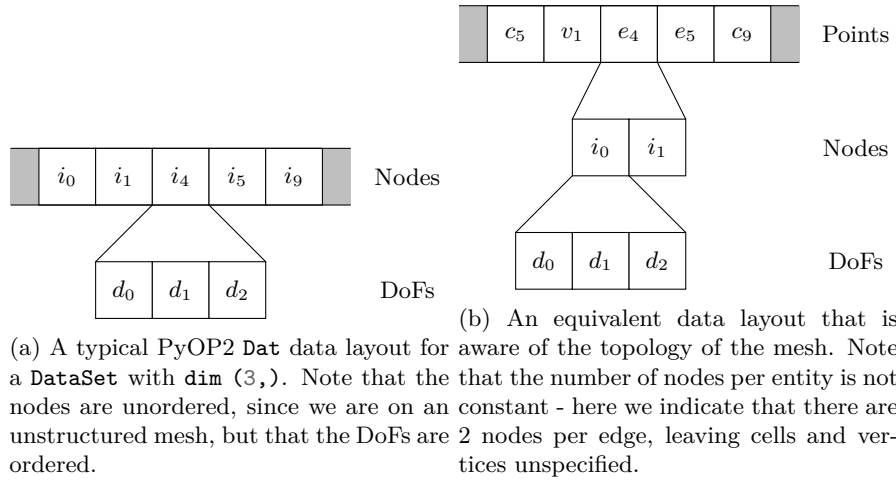 i0 i1 i4 i5 i9 Nodes
d0 d1 d2 DoFs
(a) A typical PyOP2 Dat data layout for
a DataSet with dim (3,). Note that the
nodes are unordered, since we are on an
unstructured mesh, but that the DoFs are
ordered.
c5 v1 e4 e5 c9 Points
i0 i1 Nodes
d0 d1 d2 DoFs
(b) An equivalent data layout that is
aware of the topology of the mesh. Note
that the number of nodes per entity is not
constant - here we indicate that there are
2 nodes per edge, leaving cells and ver-
tices unspecified.